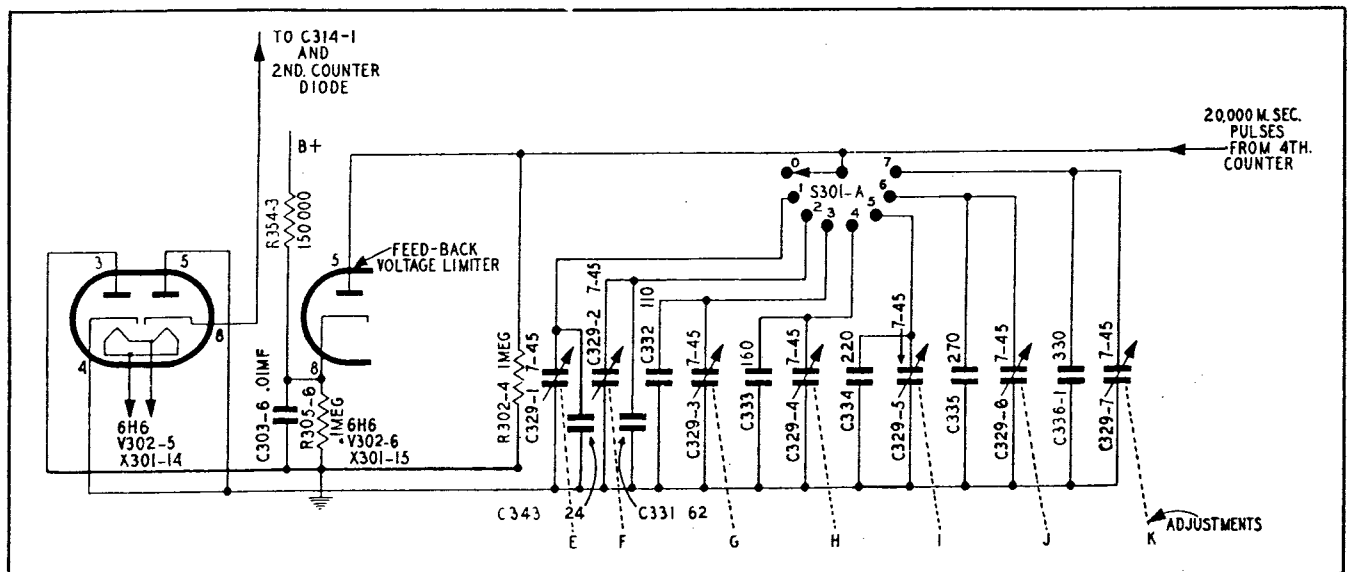 TO C314-1
AND
2ND. COUNTER
DIODE
B+
R354-3
150000
FEED-BACK
VOLTAGE LIMITER
5
8
3
5
4
8
6H6
V302-5
X301-14
C303-6 .01MF
R305-6
1MEG
6H6
V302-6
X301-15
20,000 M. SEC.
PULSES
FROM 4TH.
COUNTER
0
1
2
3
4
5
6
7
S301-A
R302-4 1MEG
C329-1 7-45
C329-2 7-45
C332 110
C329-3 7-45
C333 160
C329-4 7-45
C334 220
C329-5 7-45
C335 270
C329-6 7-45
C336-1 330
C329-7 7-45
C343 24
C331 62
E
F
G
H
I
J
K
ADJUSTMENTS